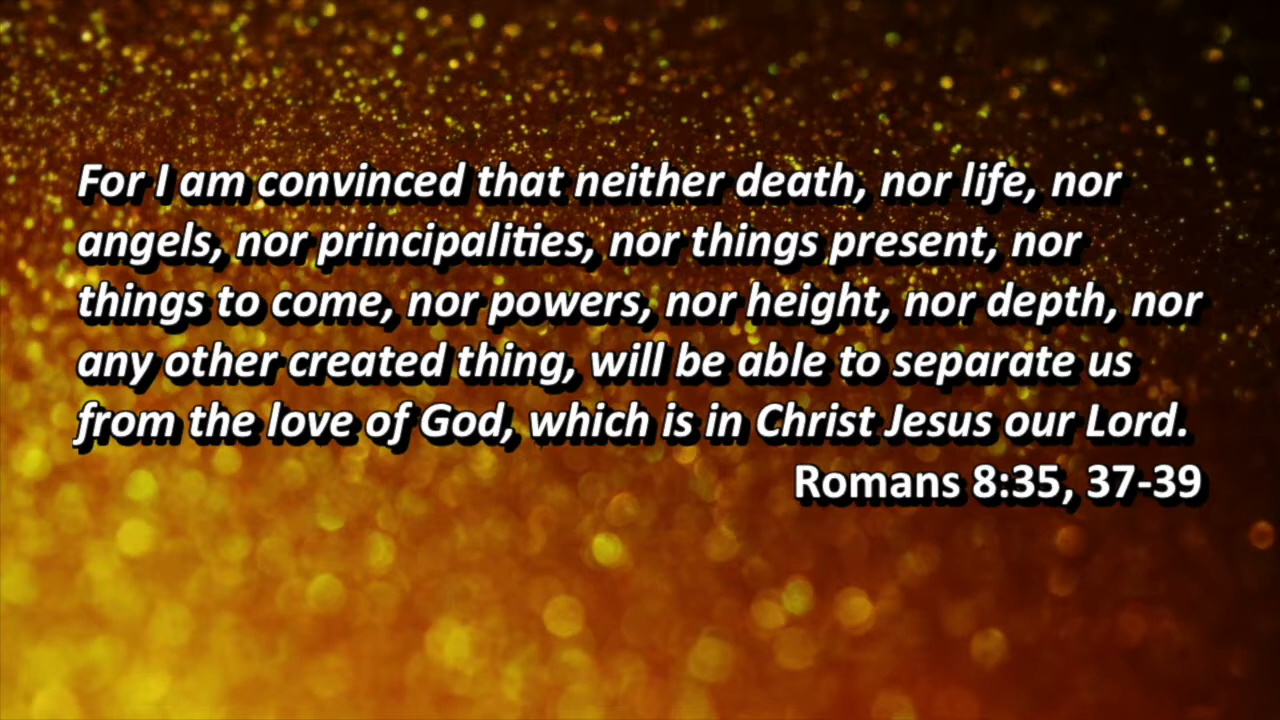 For I am convinced that neither death, nor life, nor
angels, nor principalities, nor things present, nor
things to come, nor powers, nor height, nor depth, nor
any other created thing, will be able to separate us
from the love of God, which is in Christ Jesus our Lord.
Romans 8:35, 37-39